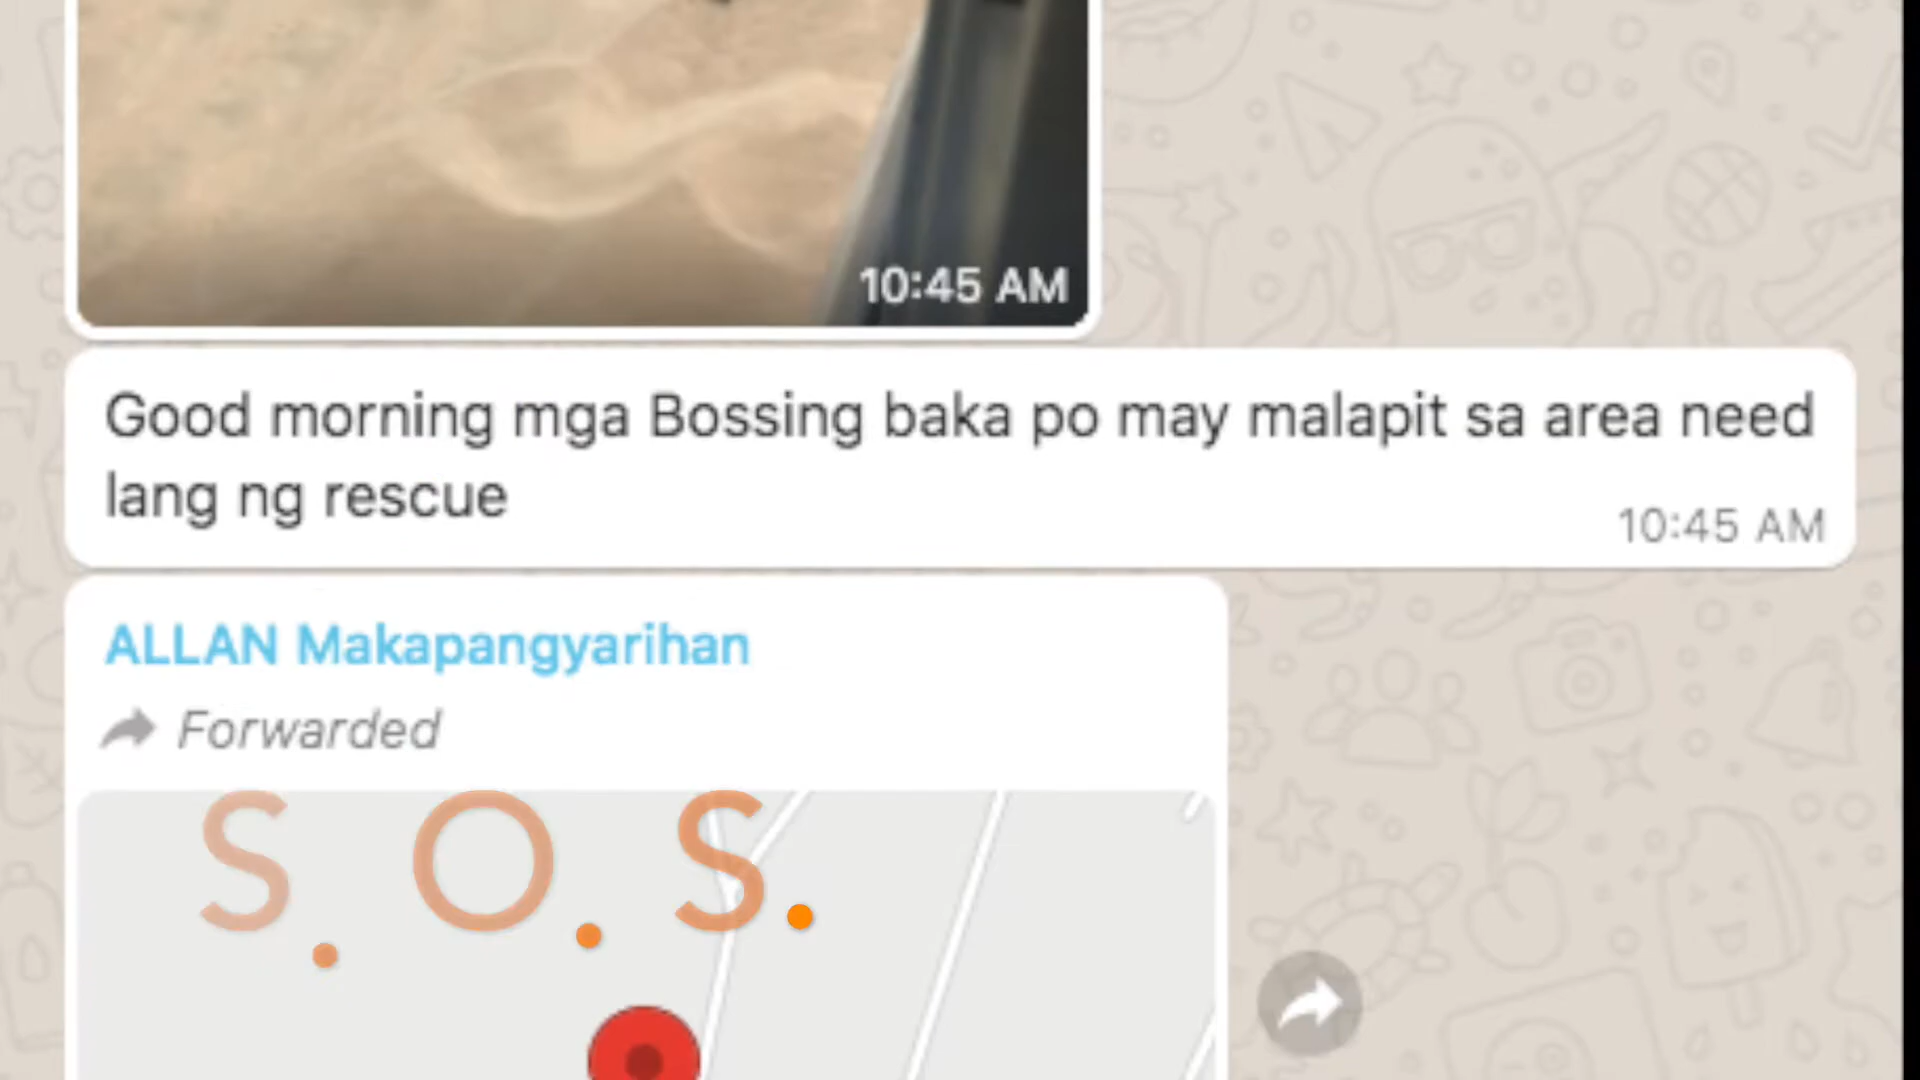 10:45 AM
Good morning mga Bossing baka po may malapit sa area need
lang ng rescue
10:45 AM
ALLAN Makapangyarihan
Forwarded
S. O. S.